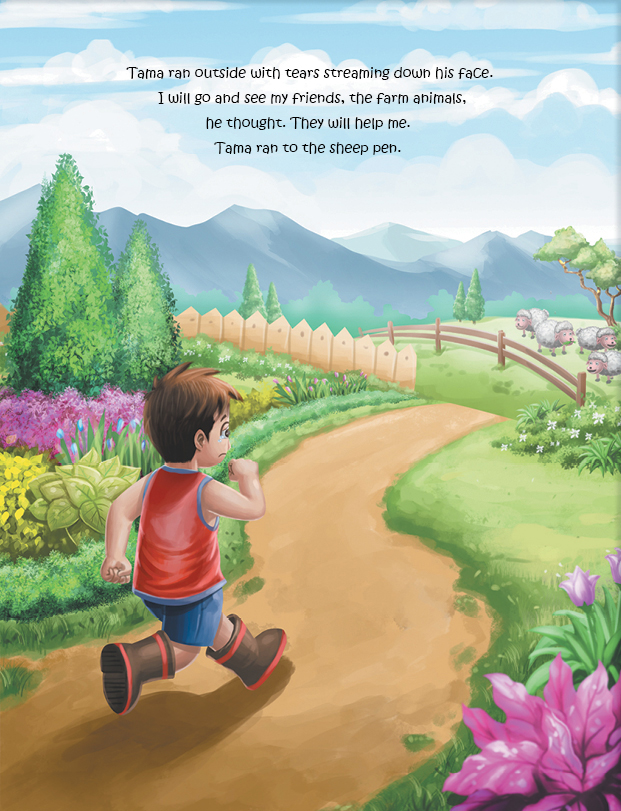 Tama ran outside with tears streaming down his face.
I will go and see my friends, the farm animals,
he thought. They will help me.
Tama ran to the sheep pen.